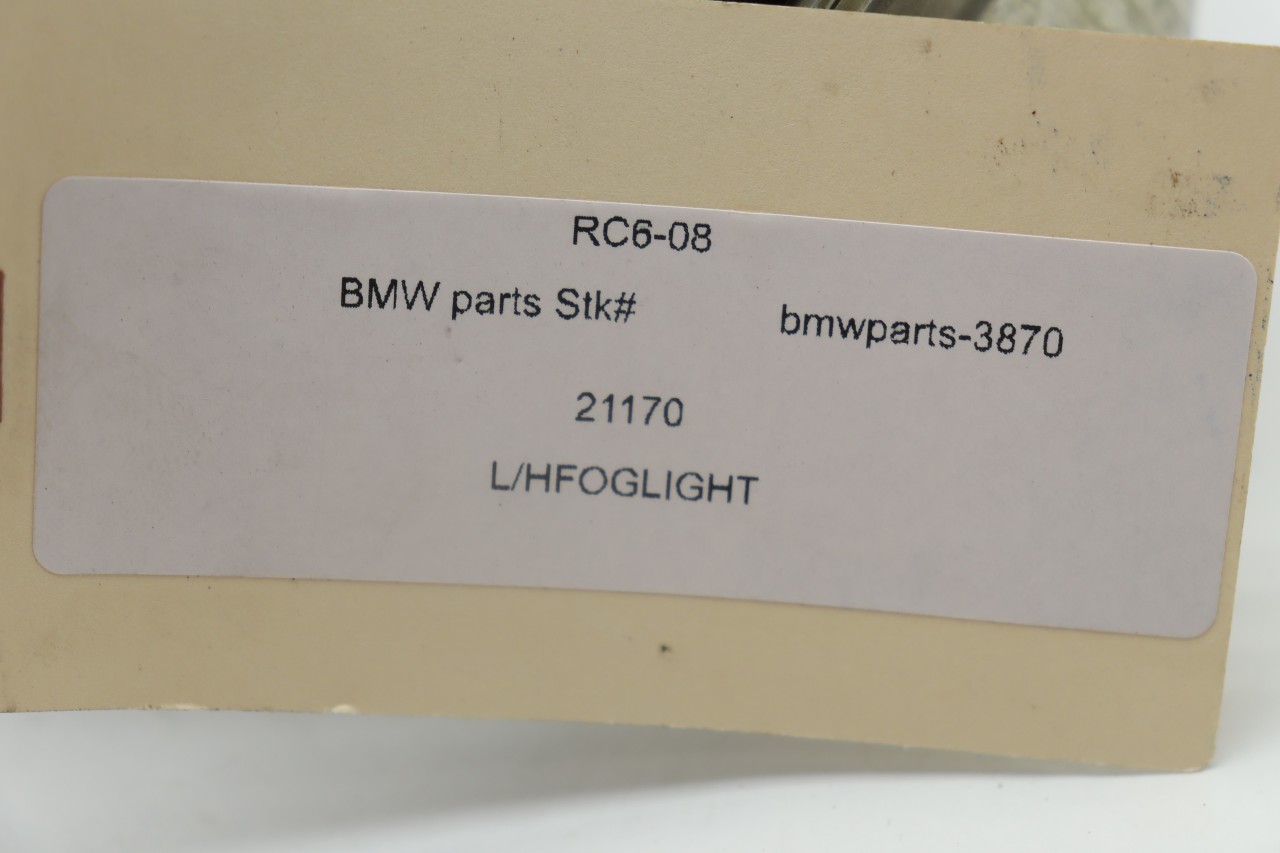 RC6-08
BMW parts Stk# bmwparts-3870
21170
L/HFOGLIGHT